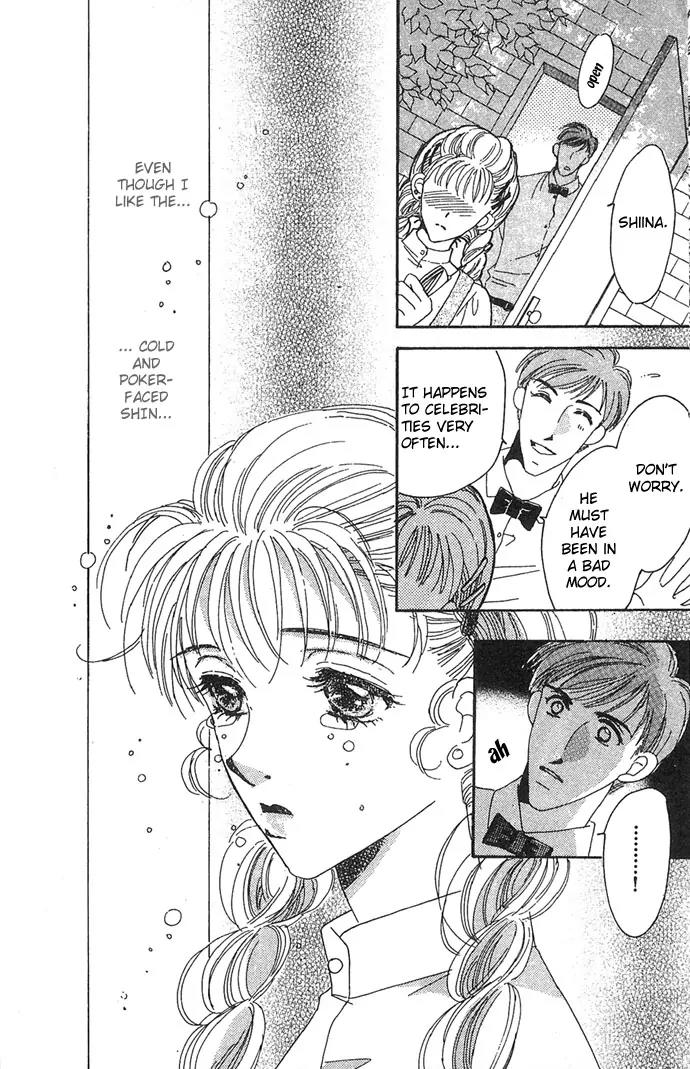 open
SHIINA.
DON'T
WORRY.
HE
MUST
HAVE
BEEN IN
A BAD
MOOD.
IT HAPPENS
TO CELEBRI-
TIES VERY
OFTEN...
ah
.........!
EVEN
THOUGH I
LIKE THE...
... COLD
AND
POKER-
FACED
SHIN...